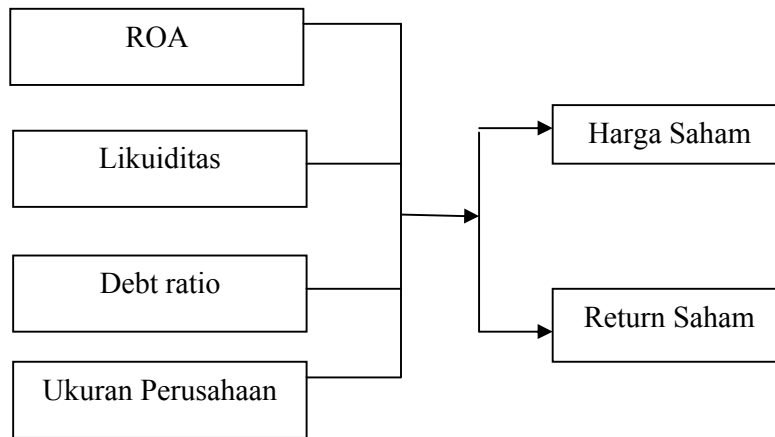 ROA
Likuiditas
Debt ratio
Ukuran Perusahaan
Harga Saham
Return Saham